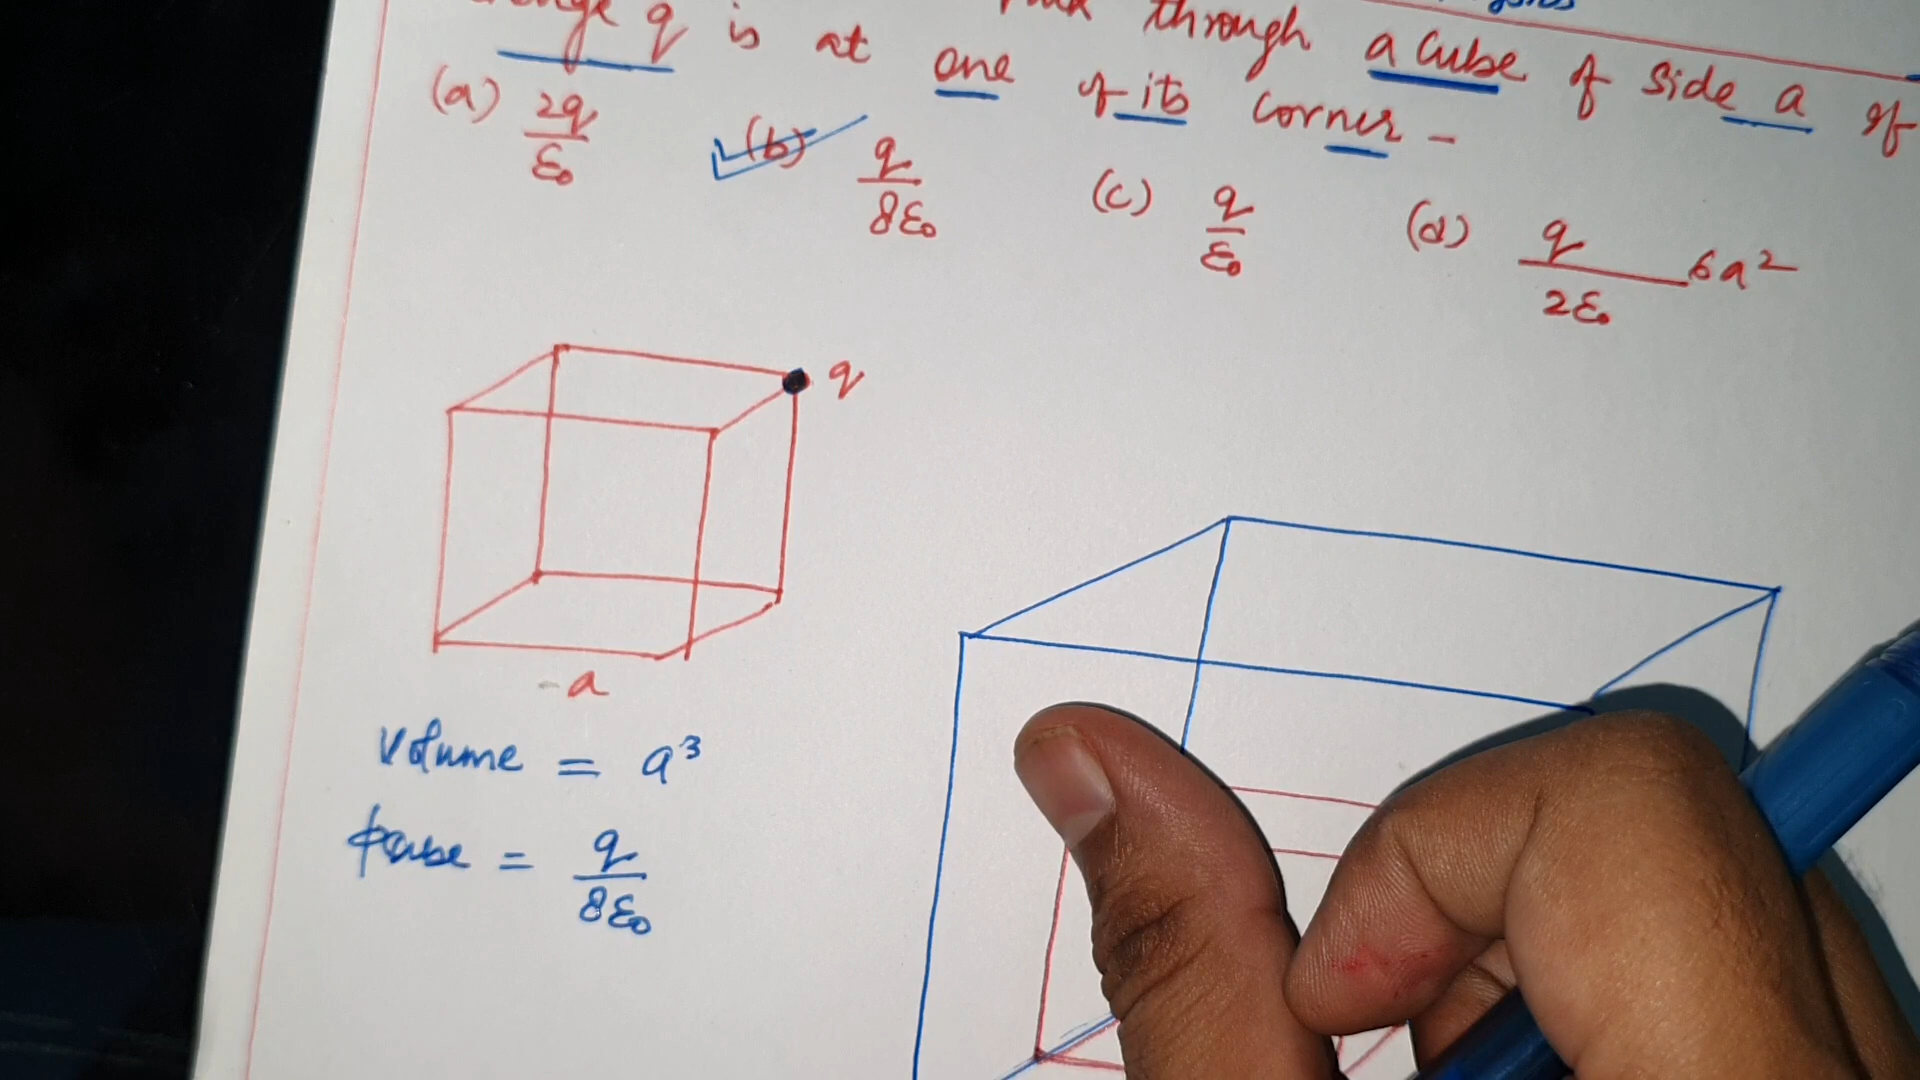 q is at one of its corner -
through a cube of side a if
(a) 2q/ε₀ (b) q/8ε₀ (c) q/ε₀ (d) q/2ε₀ 6a²
q
a
Volume = a³
ϕcube = q/8ε₀